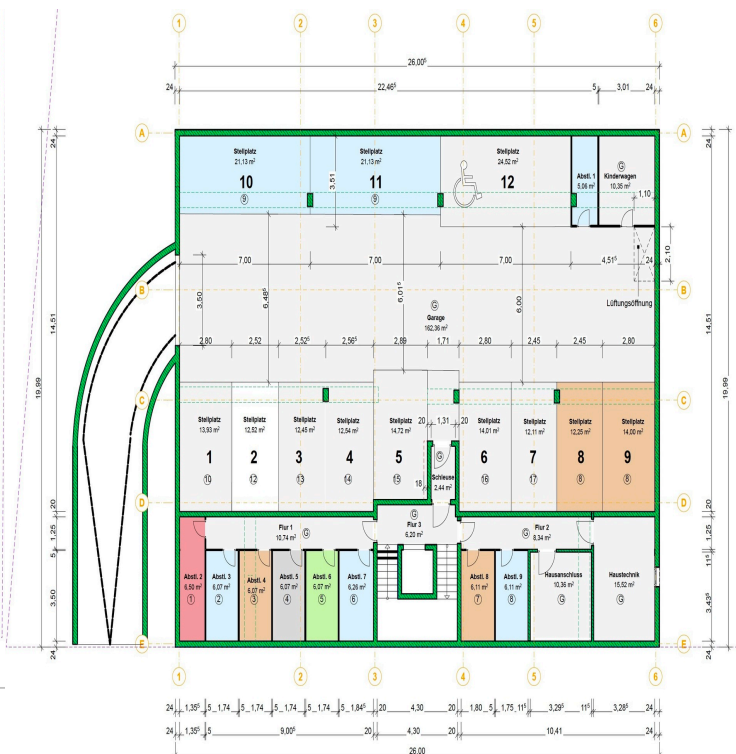 1 2 3 4 5 6
26,00⁵
24 22,46⁵ 5 3,01 24
A A
Stellplatz
21,13 m²
10
9
Stellplatz
21,13 m²
11
9
Stellplatz
24,52 m²
12
Abstl. 1
5,06 m²
G
Kinderwagen
10,35 m²
3,51
1,10
7,00 7,00 7,00 4,51⁵ 24
2,10
3,50
6,48⁵
6,01⁵
6,00
B B
Lüftungsöffnung
G
Garage
162,36 m²
2,80 2,52 2,52⁵ 2,56⁵ 2,89 1,71 2,80 2,45 2,45 2,80
C C
Stellplatz
13,93 m²
1
10
Stellplatz
12,52 m²
2
12
Stellplatz
12,45 m²
3
13
Stellplatz
12,54 m²
4
14
Stellplatz
14,72 m²
5
15
20 1,31 20
G
Schleuse
2,44 m²
18
Stellplatz
14,01 m²
6
16
Stellplatz
12,11 m²
7
17
Stellplatz
12,25 m²
8
8
Stellplatz
14,00 m²
9
8
D D
Flur 1
10,74 m²
G
G
Flur 3
6,20 m²
Flur 2
8,34 m²
G
Abstl. 2
6,50 m²
1
Abstl. 3
6,07 m²
2
Abstl. 4
6,07 m²
3
Abstl. 5
6,07 m²
4
Abstl. 6
6,07 m²
5
Abstl. 7
6,26 m²
6
Abstl. 8
6,11 m²
7
Abstl. 9
6,11 m²
8
Hausanschluss
10,36 m²
G
Haustechnik
15,52 m²
G
E E
24 14,51 20 1,25 5 3,60 24
19,99
24 14,51 20 1,25 11⁵ 3,43⁵ 24
19,99
1 2 3 4 5 6
24 1,35⁵ 5 1,74 5 1,74 5 1,74 5 1,74 5 1,84⁵ 20 4,30 20 1,80 5 1,75 11⁵ 3,29⁵ 11⁵ 3,28⁵ 24
24 1,35⁵ 5 9,00⁵ 20 4,30 20 10,41 24
26,00